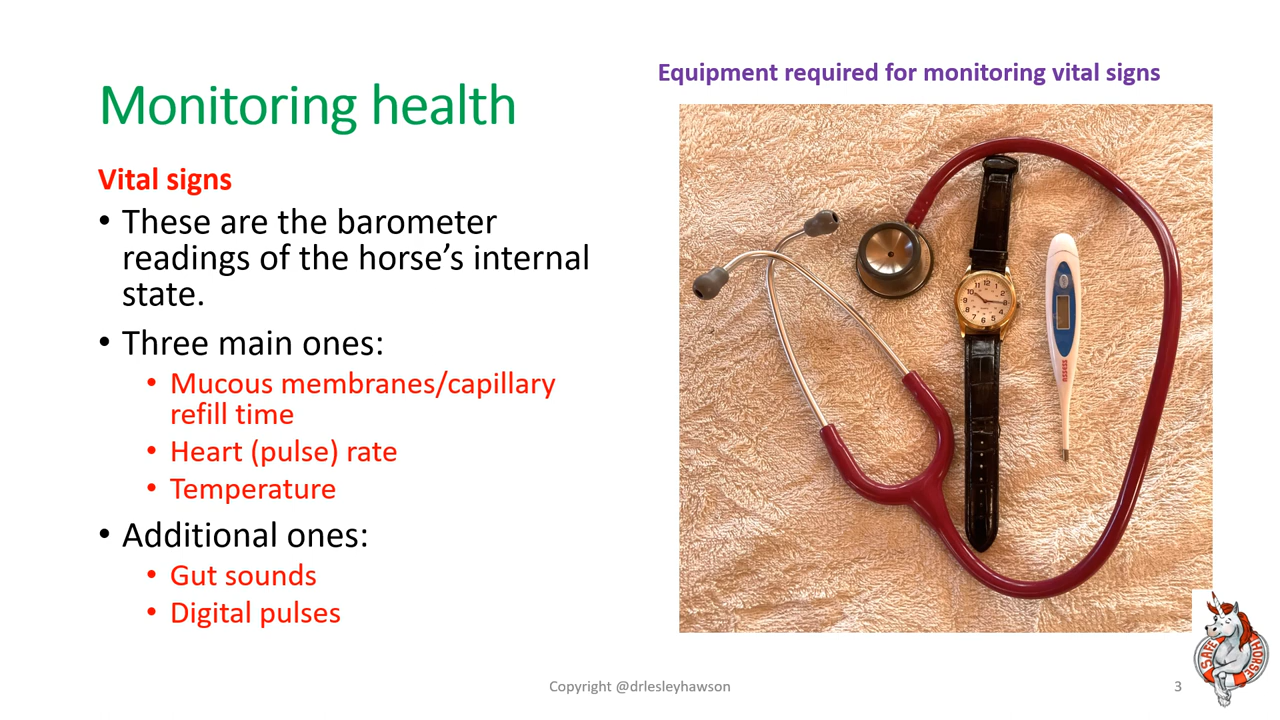 Monitoring health
Vital signs
• These are the barometer
readings of the horse’s internal
state.
• Three main ones:
• Mucous membranes/capillary
refill time
• Heart (pulse) rate
• Temperature
• Additional ones:
• Gut sounds
• Digital pulses
Equipment required for monitoring vital signs
Copyright @drlesleyhawson
3
SAFE HORSE